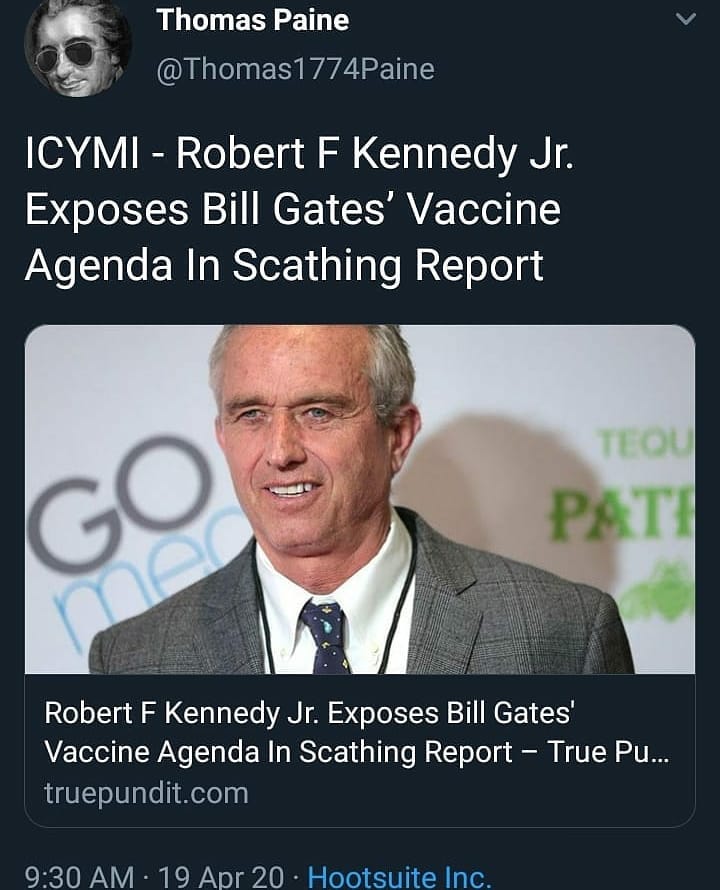 Thomas Paine
@Thomas1774Paine
ICYMI - Robert F Kennedy Jr.
Exposes Bill Gates’ Vaccine
Agenda In Scathing Report
GO
med
TEQU
PATR
Robert F Kennedy Jr. Exposes Bill Gates'
Vaccine Agenda In Scathing Report – True Pu...
truepundit.com
9:30 AM · 19 Apr 20 · Hootsuite Inc.